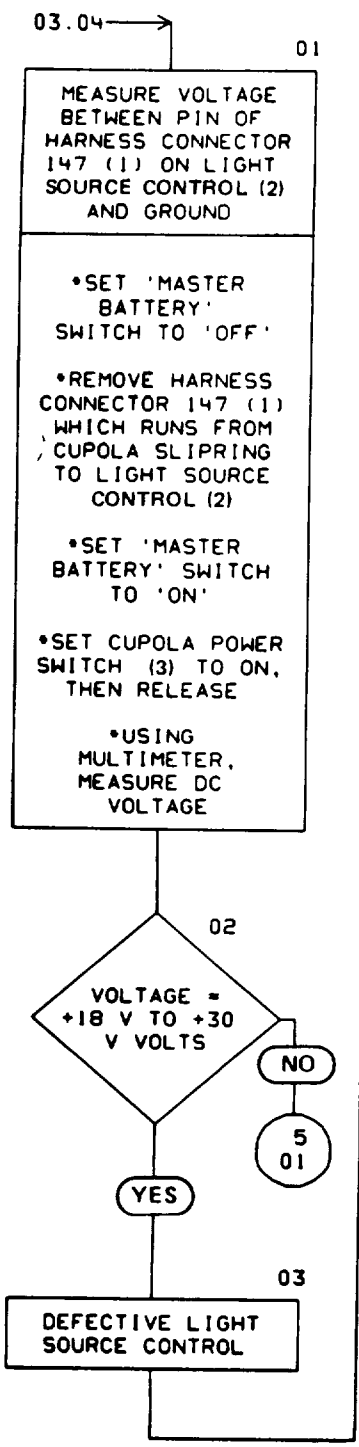 03.04
01
MEASURE VOLTAGE
BETWEEN PIN OF
HARNESS CONNECTOR
147 (1) ON LIGHT
SOURCE CONTROL (2)
AND GROUND
•SET 'MASTER
BATTERY'
SWITCH TO 'OFF'
•REMOVE HARNESS
CONNECTOR 147 (1)
WHICH RUNS FROM
CUPOLA SLIPRING
TO LIGHT SOURCE
CONTROL (2)
•SET 'MASTER
BATTERY' SWITCH
TO 'ON'
•SET CUPOLA POWER
SWITCH (3) TO ON,
THEN RELEASE
•USING
MULTIMETER,
MEASURE DC
VOLTAGE
02
VOLTAGE =
+18 V TO +30
V VOLTS
NO
5
01
YES
03
DEFECTIVE LIGHT
SOURCE CONTROL